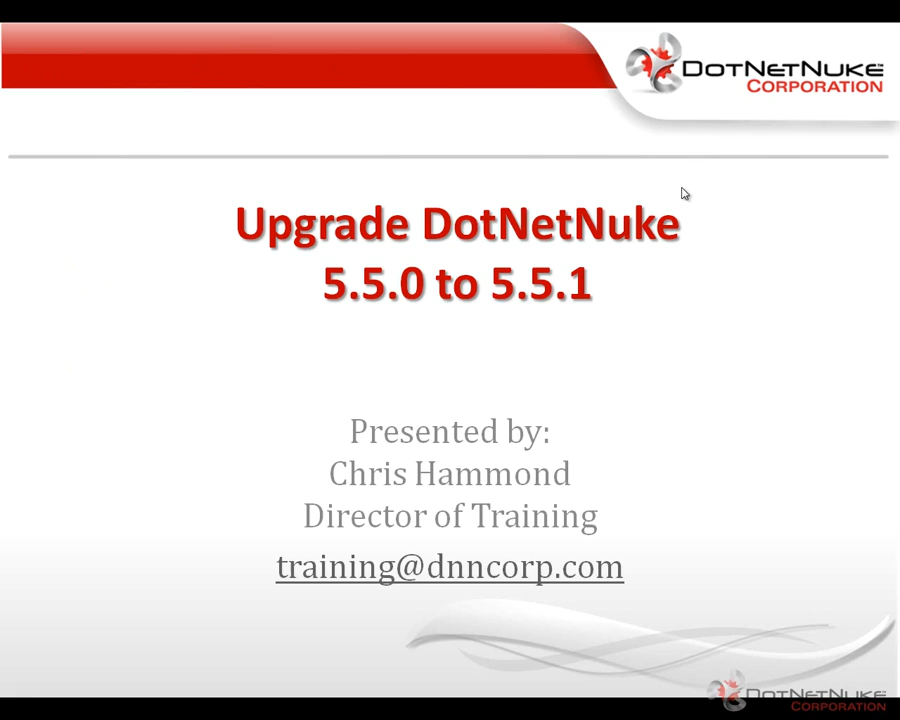 DOTNETNUKE
CORPORATION
Upgrade DotNetNuke
5.5.0 to 5.5.1
Presented by:
Chris Hammond
Director of Training
training@dnncorp.com
DOTNETNUKE
CORPORATION